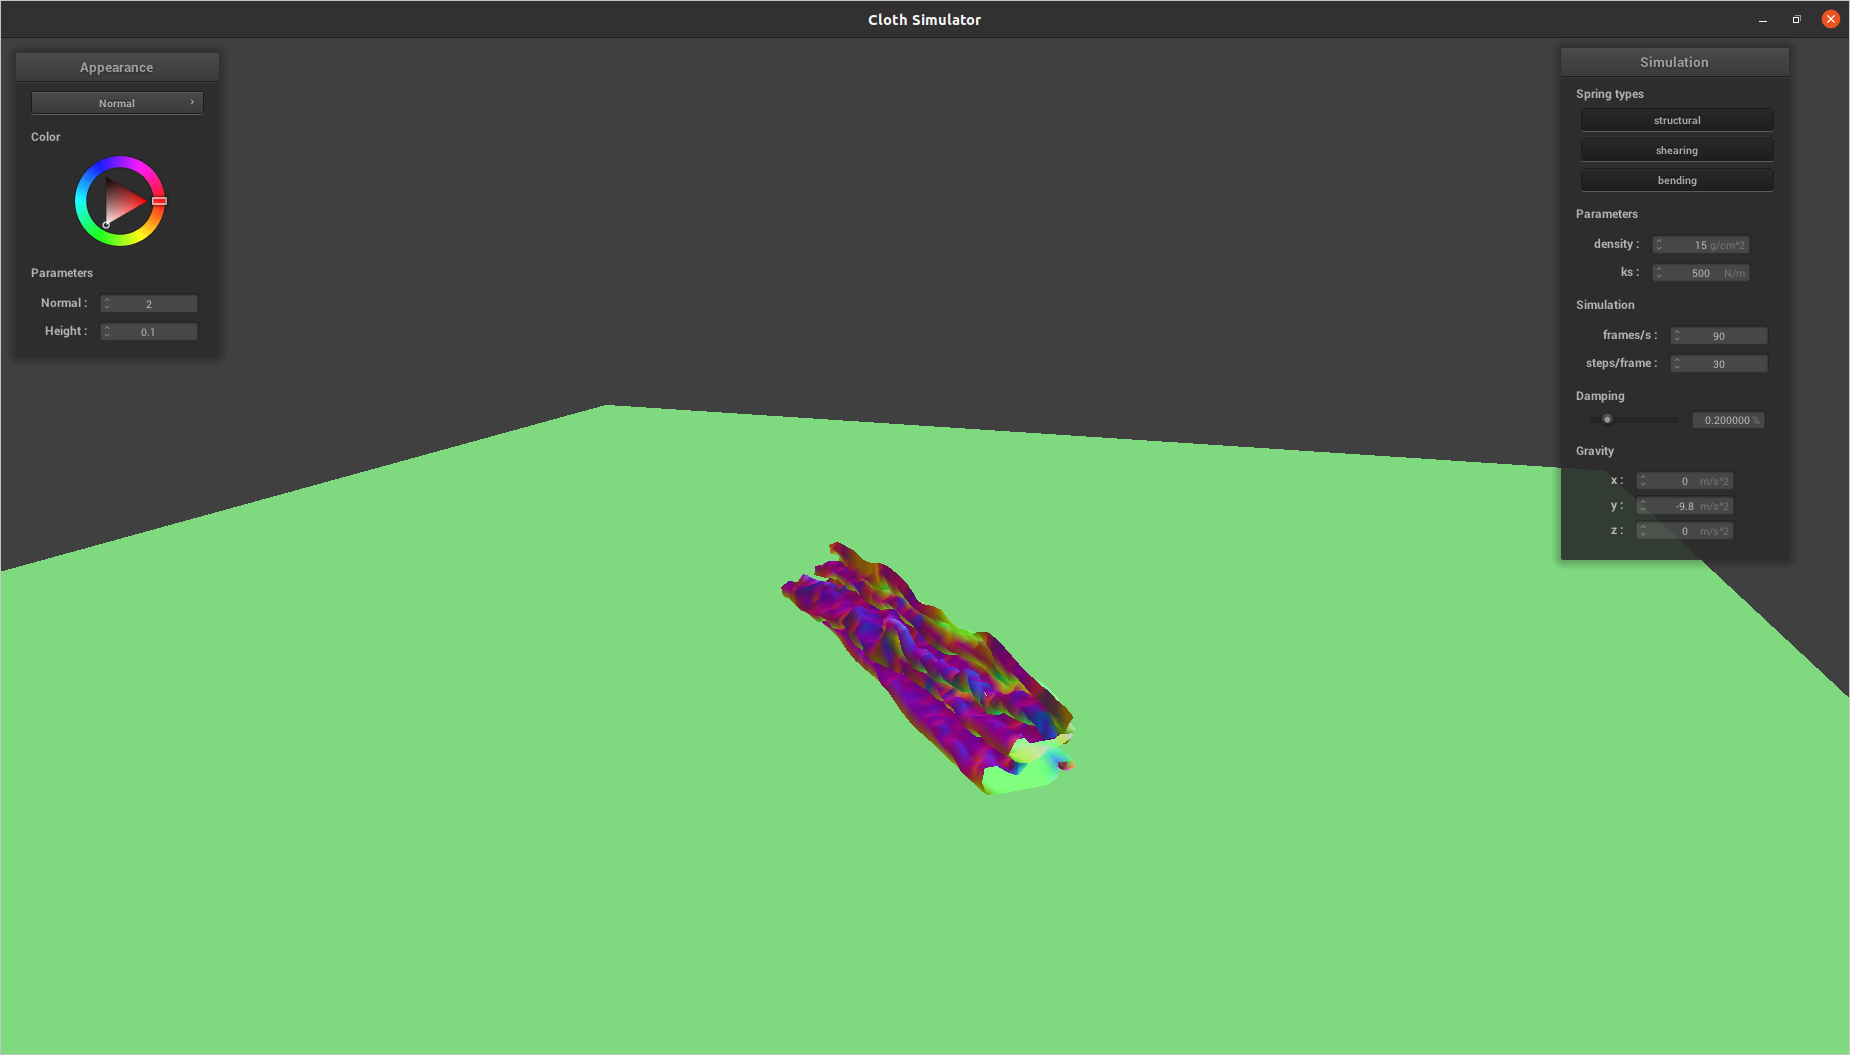 Cloth Simulator
Appearance
Normal
Color
Parameters
Normal : 2
Height : 0.1
Simulation
Spring types
structural
shearing
bending
Parameters
density : 15 g/cm^2
ks : 500 N/m
Simulation
frames/s : 90
steps/frame : 30
Damping
0.200000 %
Gravity
x : 0 m/s^2
y : -9.8 m/s^2
z : 0 m/s^2